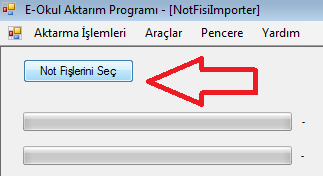 E-Okul Aktarım Programı - [NotFisiImporter]
Aktarma İşlemleri Araçlar Pencere Yardım
Not Fişlerini Seç
-
-